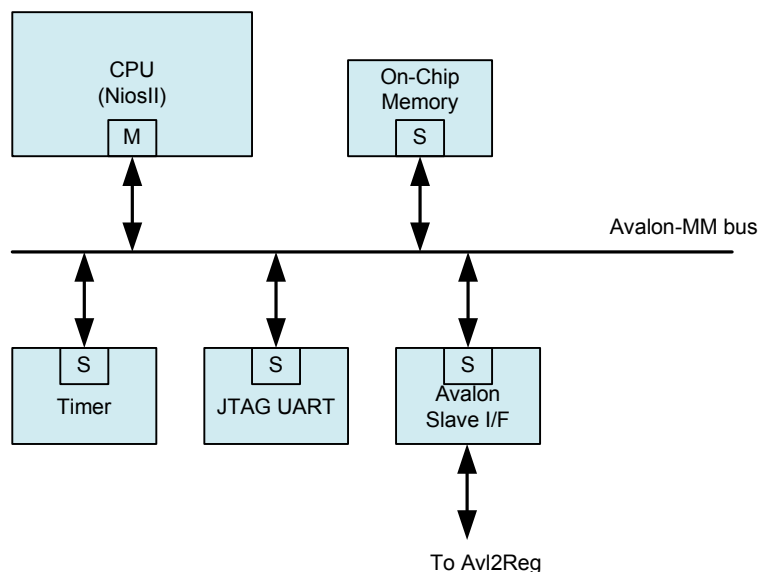 CPU
(NiosII)
M
On-Chip
Memory
S
Avalon-MM bus
S
Timer
S
JTAG UART
S
Avalon
Slave I/F
To Avl2Reg